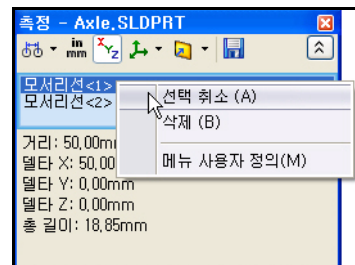 측정 - Axle.SLDPRT
in
mm
XYZ
모서리선<1>
모서리선<2>
선택 취소 (A)
삭제 (B)
메뉴 사용자 정의(M)
거리: 50.00m
델타 X: 50.00
델타 Y: 0.00mm
델타 Z: 0.00mm
총 길이: 18.85mm